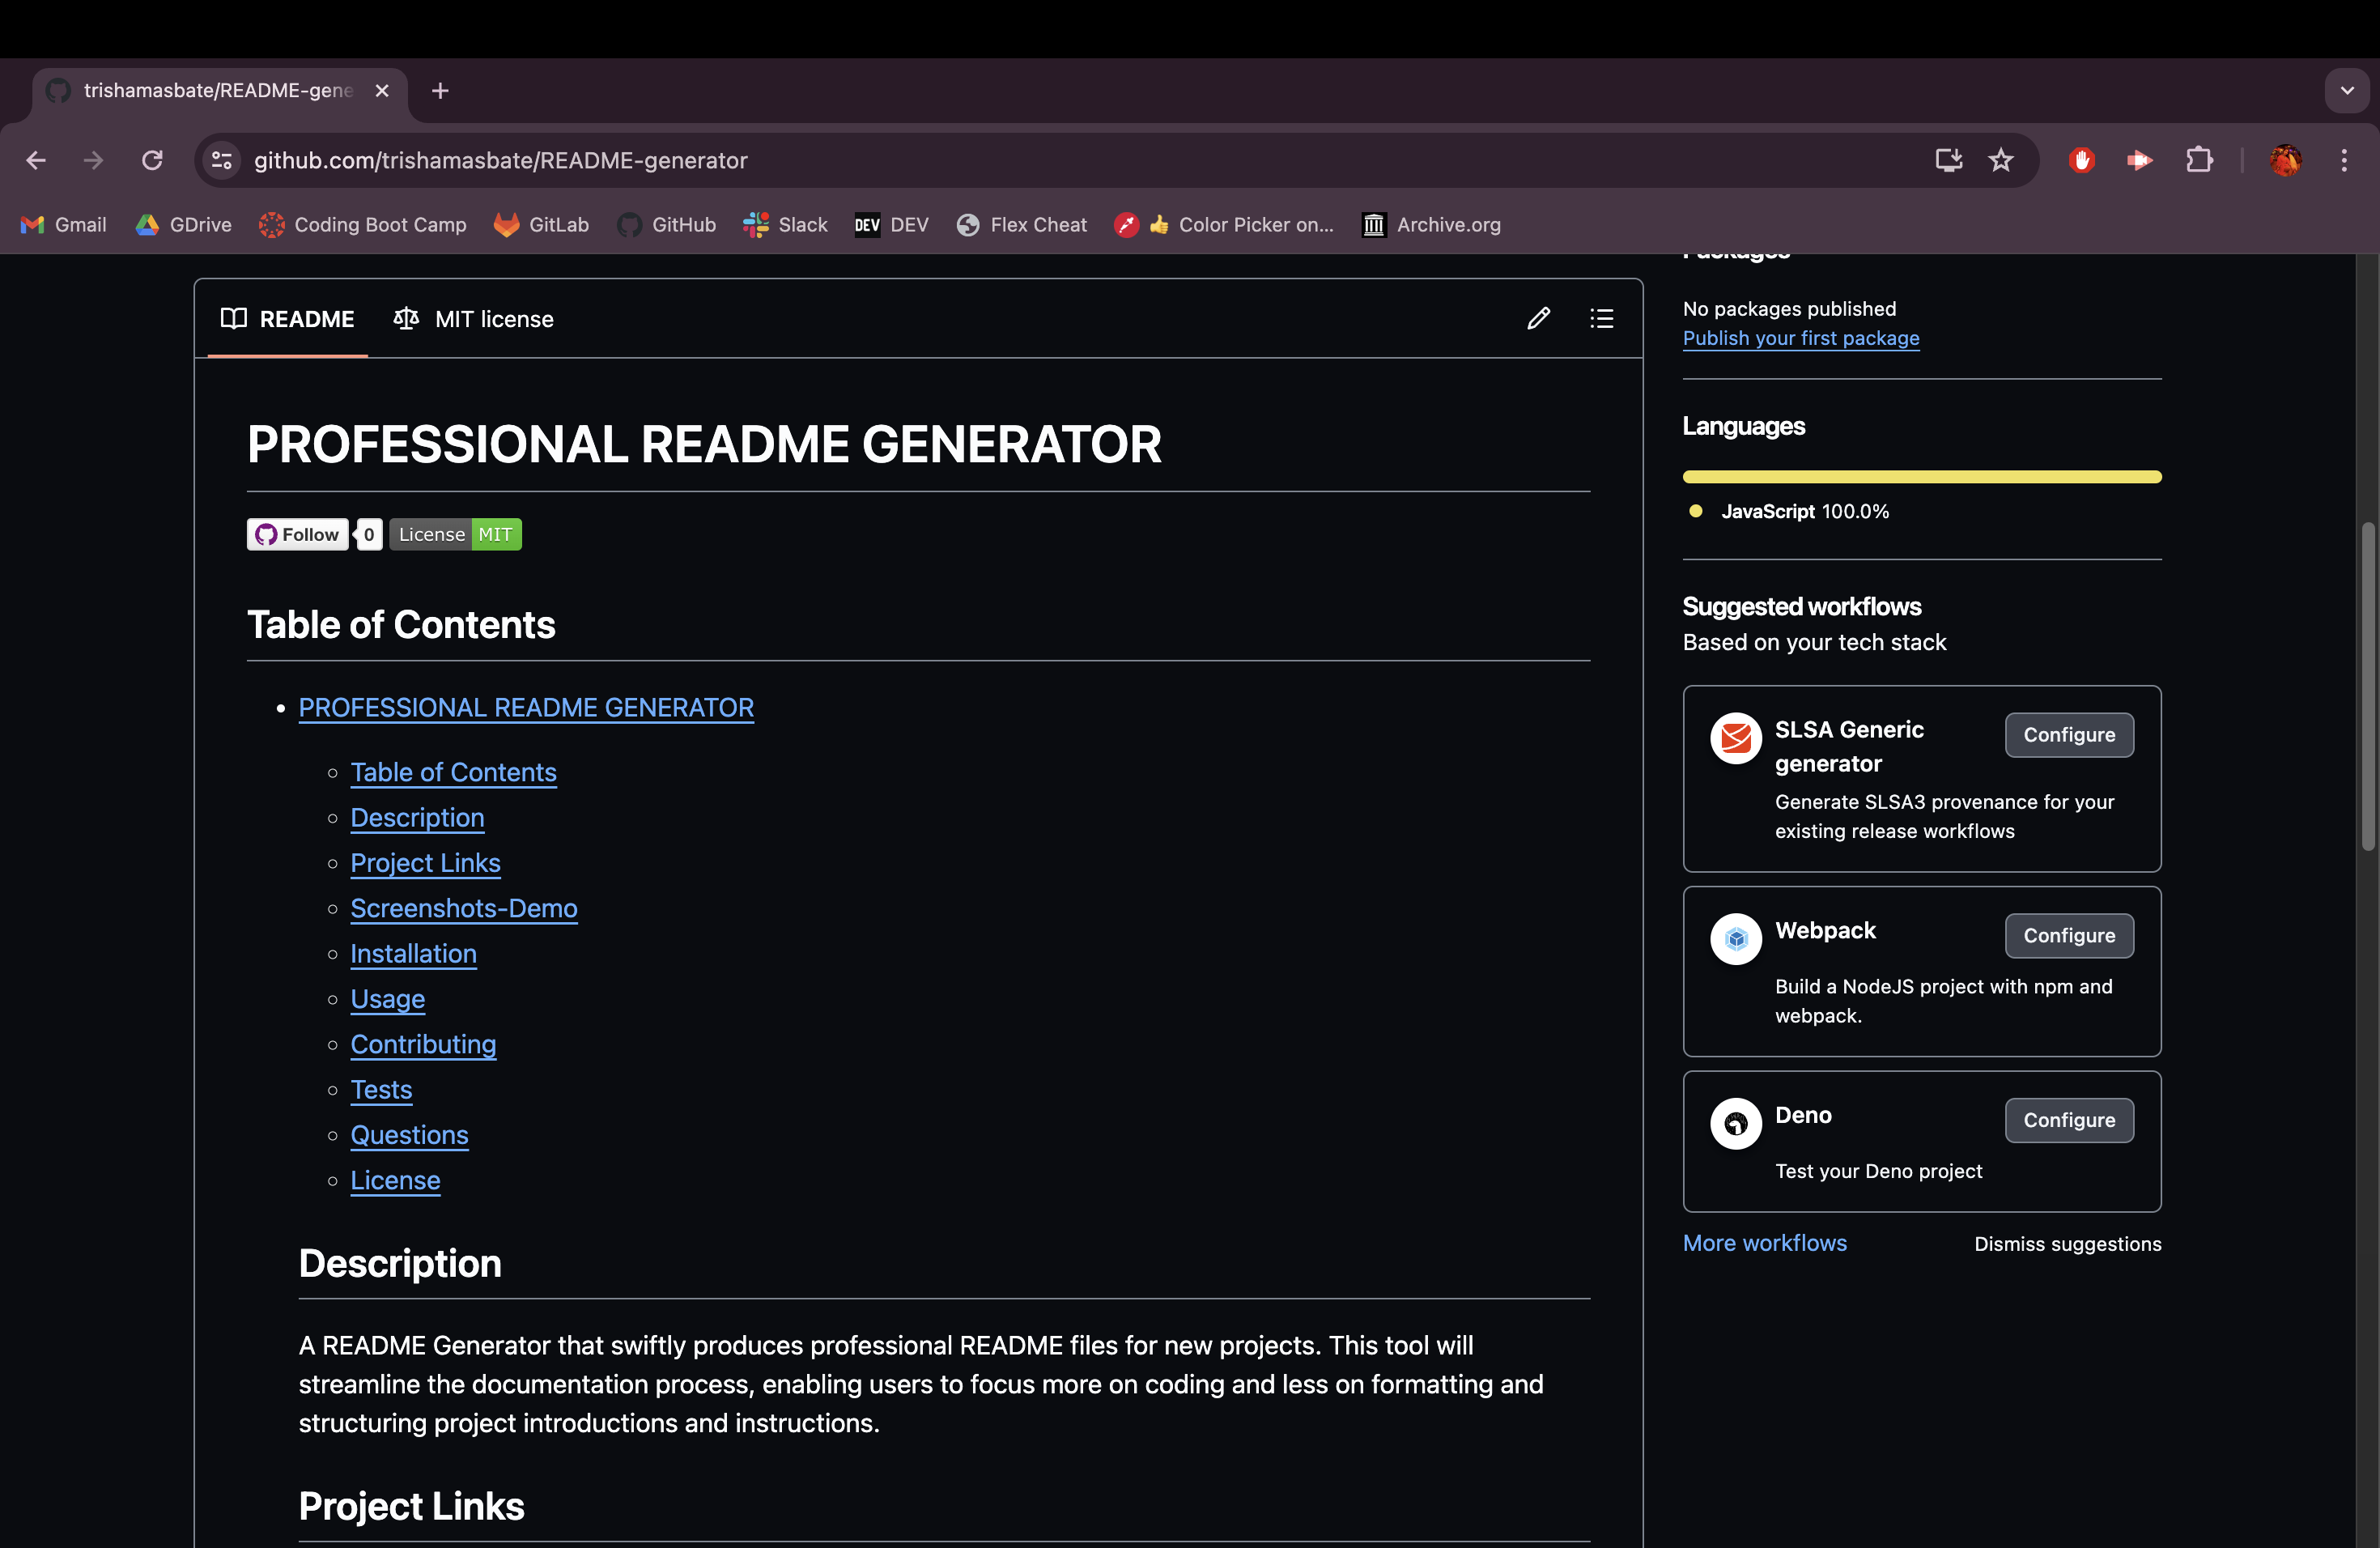 trishamasbate/README-gene
github.com/trishamasbate/README-generator
Gmail
GDrive
Coding Boot Camp
GitLab
GitHub
Slack
DEV DEV
Flex Cheat
👍 Color Picker on...
Archive.org
README
MIT license
PROFESSIONAL README GENERATOR
Follow 0 License MIT
Table of Contents
PROFESSIONAL README GENERATOR
Table of Contents
Description
Project Links
Screenshots-Demo
Installation
Usage
Contributing
Tests
Questions
License
Description
A README Generator that swiftly produces professional README files for new projects. This tool will
streamline the documentation process, enabling users to focus more on coding and less on formatting and
structuring project introductions and instructions.
Project Links
Packages
No packages published
Publish your first package
Languages
JavaScript 100.0%
Suggested workflows
Based on your tech stack
SLSA Generic
generator
Configure
Generate SLSA3 provenance for your
existing release workflows
Webpack
Configure
Build a NodeJS project with npm and
webpack.
Deno
Configure
Test your Deno project
More workflows
Dismiss suggestions